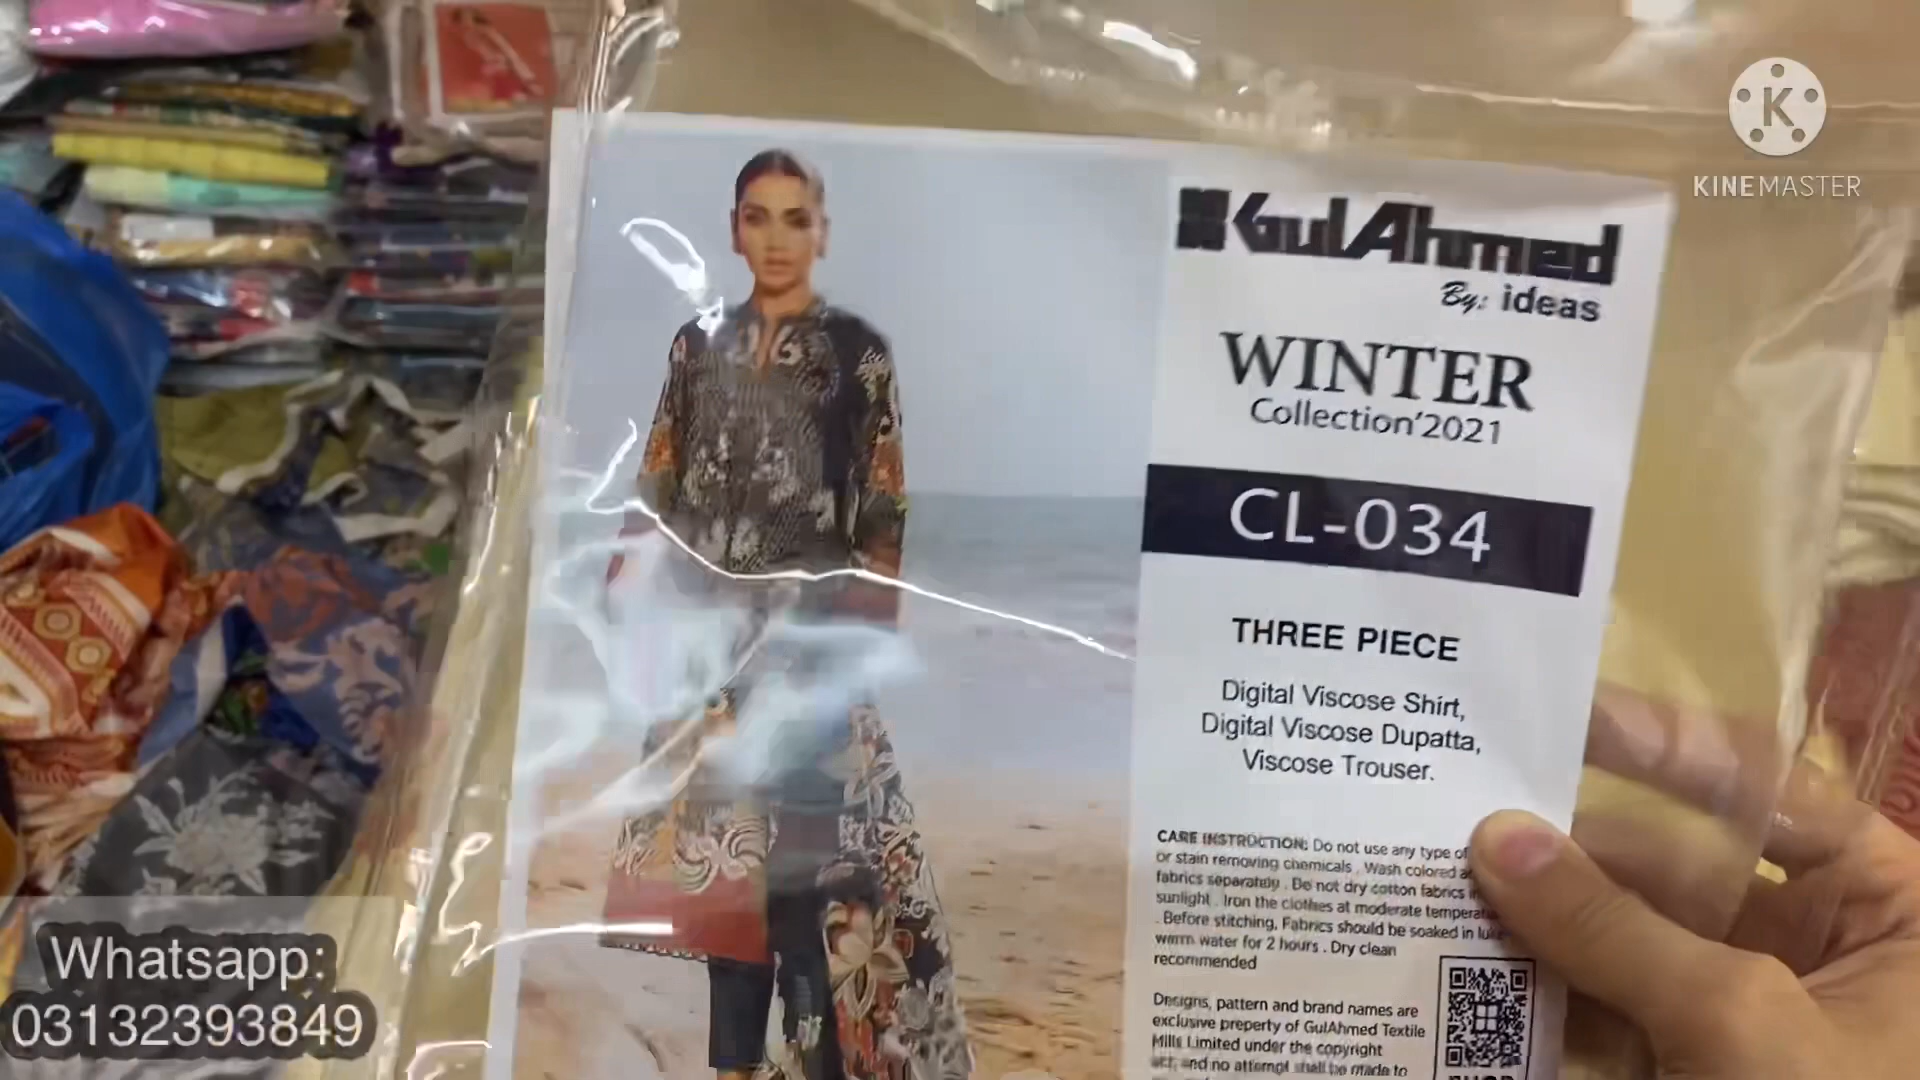 KINEMASTER
GulAhmed
By: ideas
WINTER
Collection'2021
CL-034
THREE PIECE
Digital Viscose Shirt,
Digital Viscose Dupatta,
Viscose Trouser.
CARE INSTRUCTION: Do not use any type of
or stain removing chemicals . Wash colored
fabrics separately . Do not dry cotton fabrics
sunlight . Iron the clothes at moderate
. Before stitching, Fabrics should be soaked in
warm water for 2 hours . Dry clean
recommended
Designs, pattern and brand names are
exclusive preperty of GulAhmed Textile
Mills Limited under the copyright
act, and no attempt shall be made to
Whatsapp:
03132393849